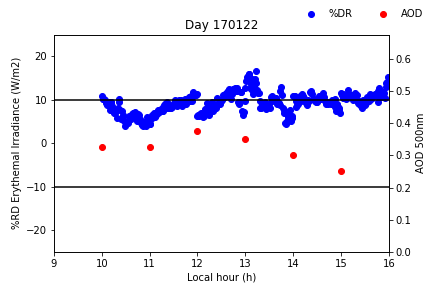 %DR AOD
Day 170122
%RD Erythemal Irradiance (W/m2)
20
10
0
−10
−20
0.6
0.5
0.4
0.3
0.2
0.1
0.0
AOD 500nm
9 10 11 12 13 14 15 16
Local hour (h)